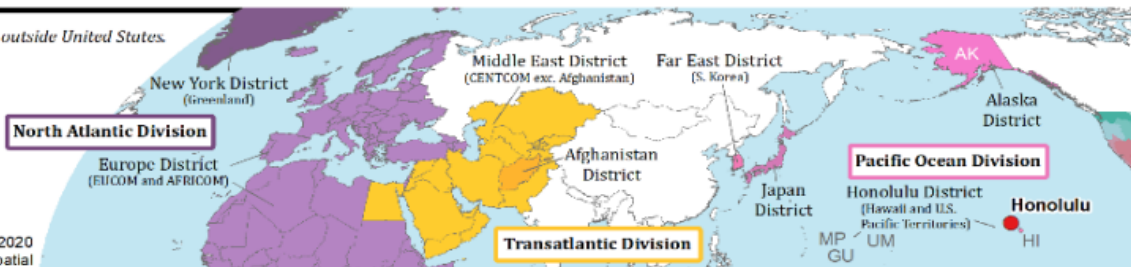 outside United States.
New York District
(Greenland)
North Atlantic Division
Europe District
(EUCOM and AFRICOM)
2020
spatial
Middle East District
(CENTCOM exc. Afghanistan)
Afghanistan
District
Transatlantic Division
Far East District
(S. Korea)
Japan
District
AK
Alaska
District
Pacific Ocean Division
Honolulu District
(Hawaii and U.S.
Pacific Territories)
Honolulu
HI
MP
UM
GU